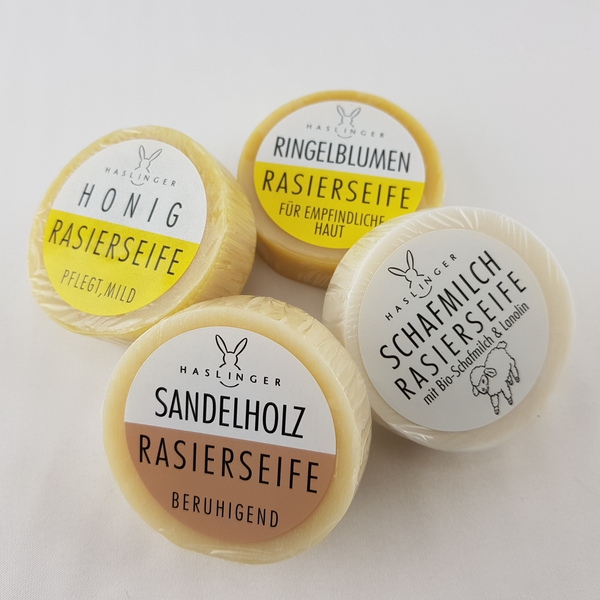 HASLINGER
RINGELBLUMEN
RASIERSEIFE
FÜR EMPFINDLICHE
HAUT
HASLINGER
HONIG
RASIERSEIFE
PFLEGT, MILD
HASLINGER
SCHAFMILCH
RASIERSEIFE
mit Bio-Schafmilch & Lanolin
HASLINGER
SANDELHOLZ
RASIERSEIFE
BERUHIGEND